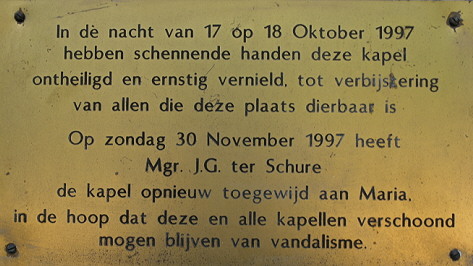 In de nacht van 17 op 18 Oktober 1997
hebben schennende handen deze kapel
ontheiligd en ernstig vernield, tot verbijstering
van allen die deze plaats dierbaar is
Op zondag 30 November 1997 heeft
Mgr. J.G. ter Schure
de kapel opnieuw toegewijd aan Maria,
in de hoop dat deze en alle kapellen verschoond
mogen blijven van vandalisme.